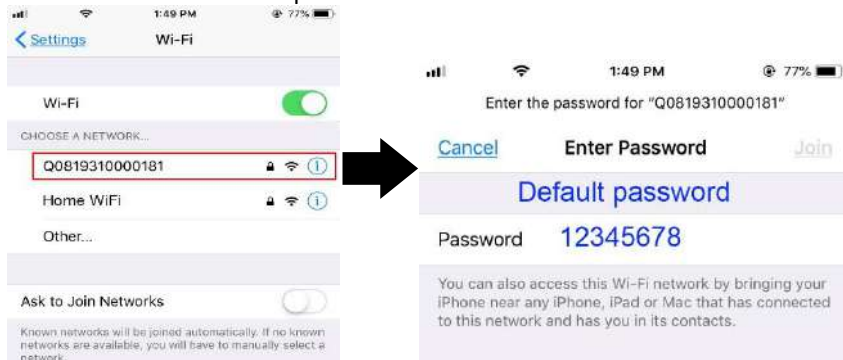 1:49 PM
77%
Settings
Wi-Fi
Wi-Fi
CHOOSE A NETWORK...
Q0819310000181
Home WiFi
Other...
Ask to Join Networks
Known networks will be joined automatically. If no known
networks are available, you will have to manually select a
network.
1:49 PM
77%
Enter the password for "Q0819310000181"
Cancel
Enter Password
Join
Default password
Password 12345678
You can also access this Wi-Fi network by bringing your
iPhone near any iPhone, iPad or Mac that has connected
to this network and has you in its contacts.